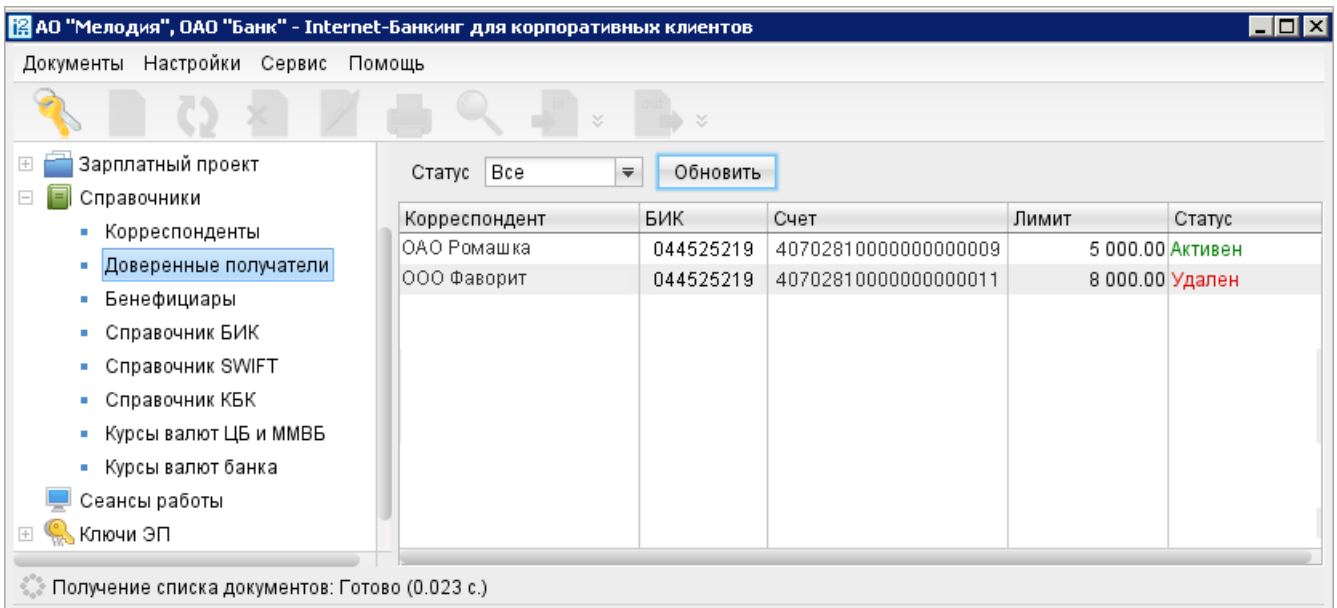 АО "Мелодия", ОАО "Банк" - Internet-Банкинг для корпоративных клиентов
Документы Настройки Сервис Помощь
Зарплатный проект
Справочники
Корреспонденты
Доверенные получатели
Бенефициары
Справочник БИК
Справочник SWIFT
Справочник КБК
Курсы валют ЦБ и ММВБ
Курсы валют банка
Сеансы работы
Ключи ЭП
Статус Все Обновить
Корреспондент БИК Счет Лимит Статус
ОАО Ромашка 044525219 40702810000000000009 5 000.00 Активен
ООО Фаворит 044525219 40702810000000000011 8 000.00 Удален
Получение списка документов: Готово (0.023 с.)